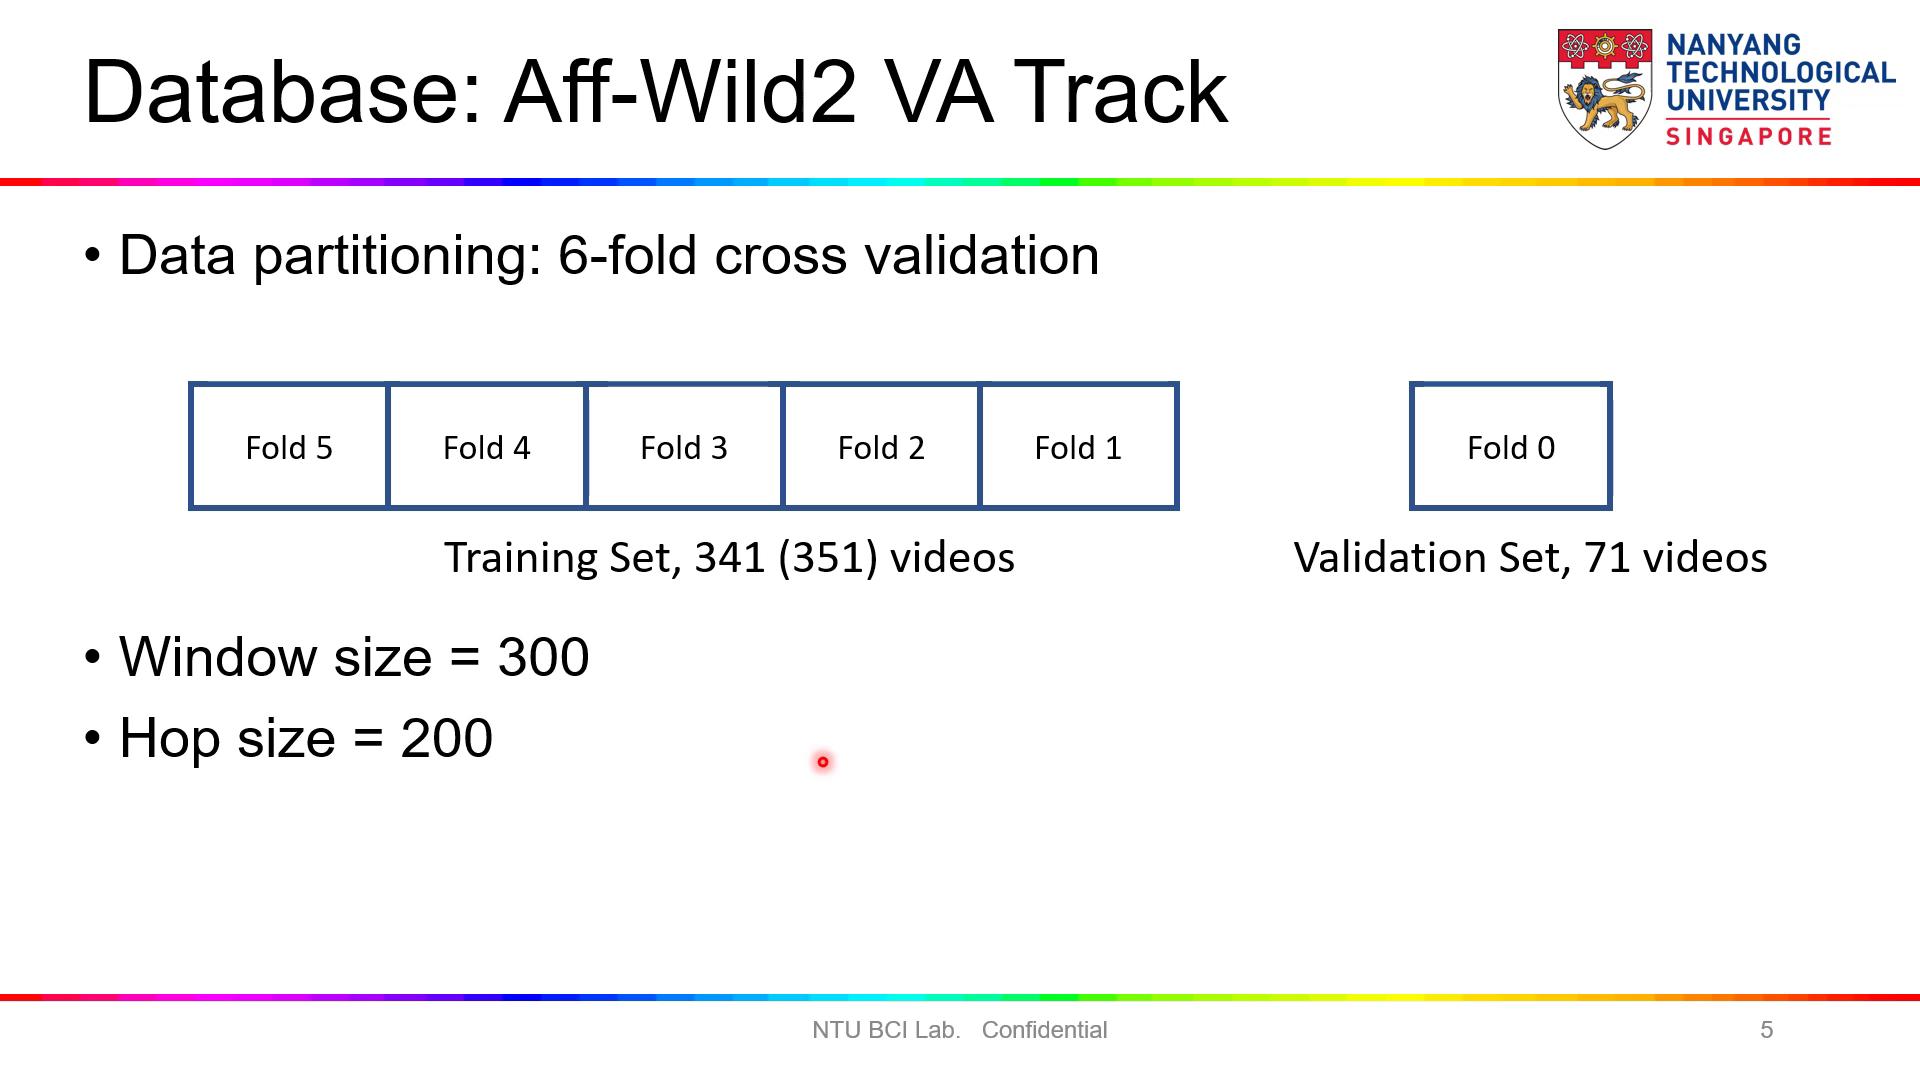 Database: Aff-Wild2 VA Track
NANYANG
TECHNOLOGICAL
UNIVERSITY
SINGAPORE
• Data partitioning: 6-fold cross validation
Fold 5 Fold 4 Fold 3 Fold 2 Fold 1 Fold 0
Training Set, 341 (351) videos
Validation Set, 71 videos
• Window size = 300
• Hop size = 200
NTU BCI Lab. Confidential
5